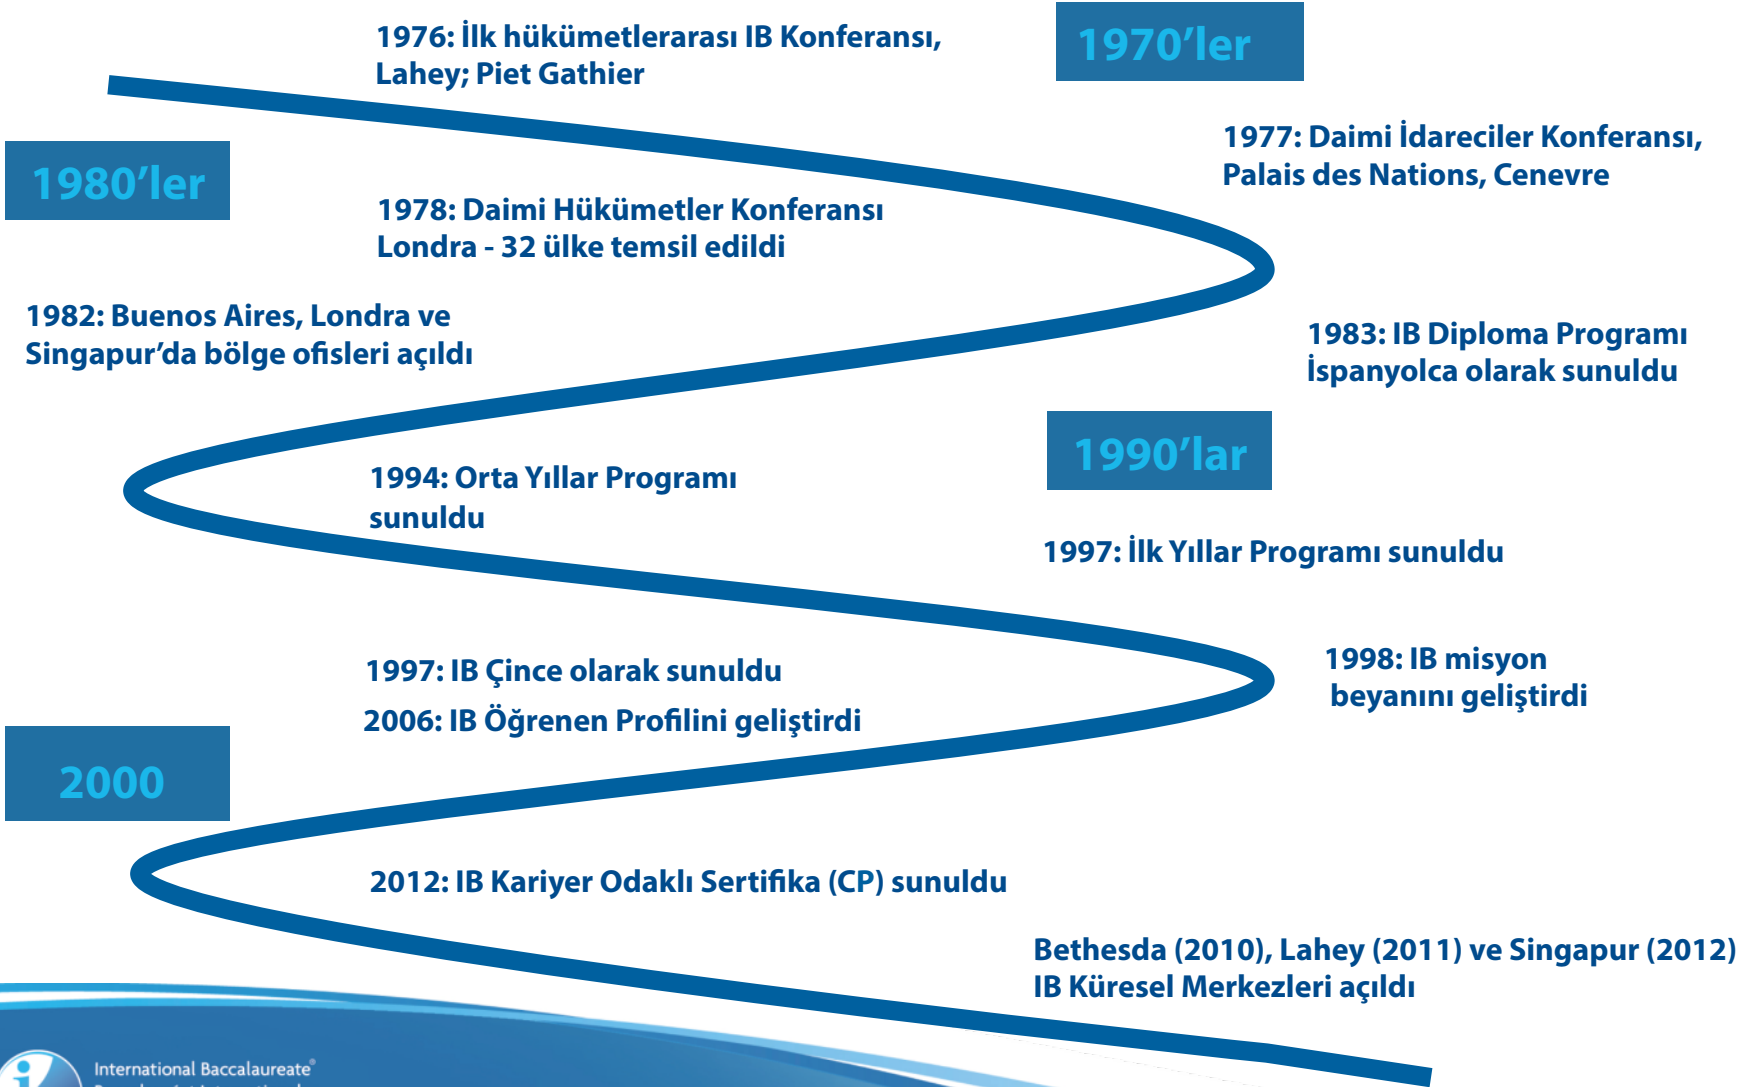 1976: İlk hükümetlerarası IB Konferansı,
Lahey; Piet Gathier
1970’ler
1977: Daimi İdareciler Konferansı,
Palais des Nations, Cenevre
1980’ler
1978: Daimi Hükümetler Konferansı
Londra - 32 ülke temsil edildi
1982: Buenos Aires, Londra ve
Singapur’da bölge ofisleri açıldı
1983: IB Diploma Programı
İspanyolca olarak sunuldu
1990’lar
1994: Orta Yıllar Programı
sunuldu
1997: İlk Yıllar Programı sunuldu
1997: IB Çince olarak sunuldu
2006: IB Öğrenen Profilini geliştirdi
1998: IB misyon
beyanını geliştirdi
2000
2012: IB Kariyer Odaklı Sertifika (CP) sunuldu
Bethesda (2010), Lahey (2011) ve Singapur (2012)
IB Küresel Merkezleri açıldı
International Baccalaureate®